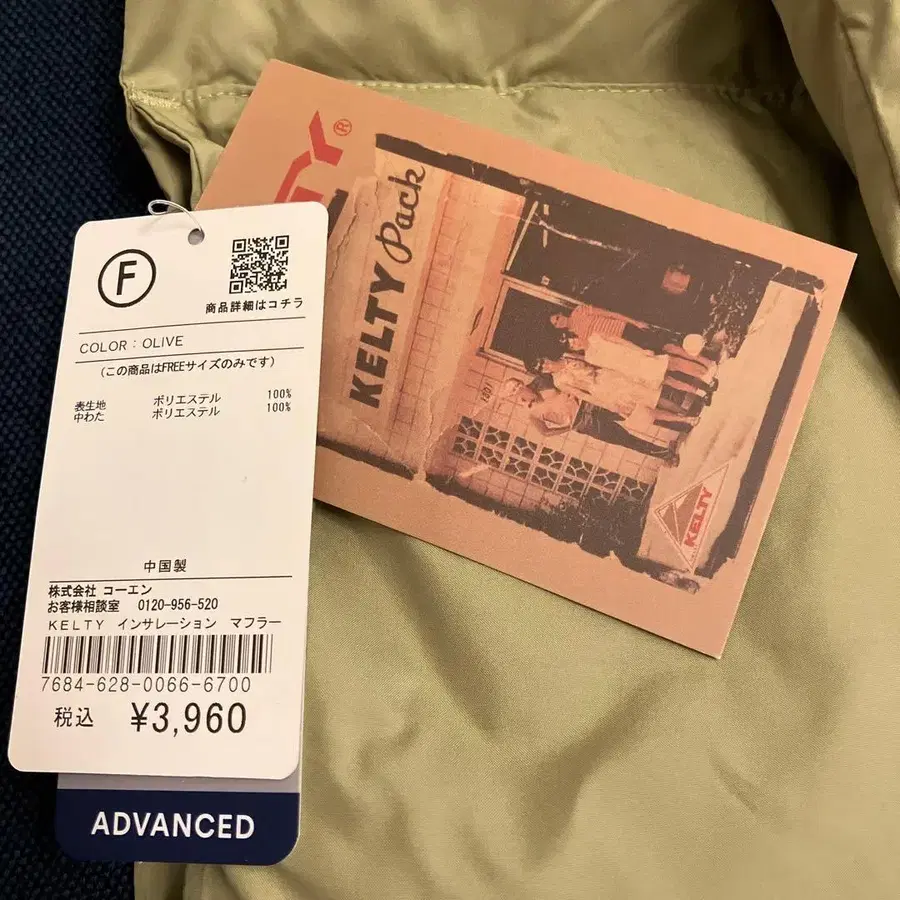 F
商品詳細はコチラ
COLOR : OLIVE
(この商品はFREEサイズのみです)
表生地 ポリエステル 100%
中わた ポリエステル 100%
中国製
株式会社 コーエン
お客様相談室 0120-956-520
KELTY インサレーション マフラー
7684-628-0066-6700
税込 ¥3,960
ADVANCED
TY®
KELTY Pack
KELTY